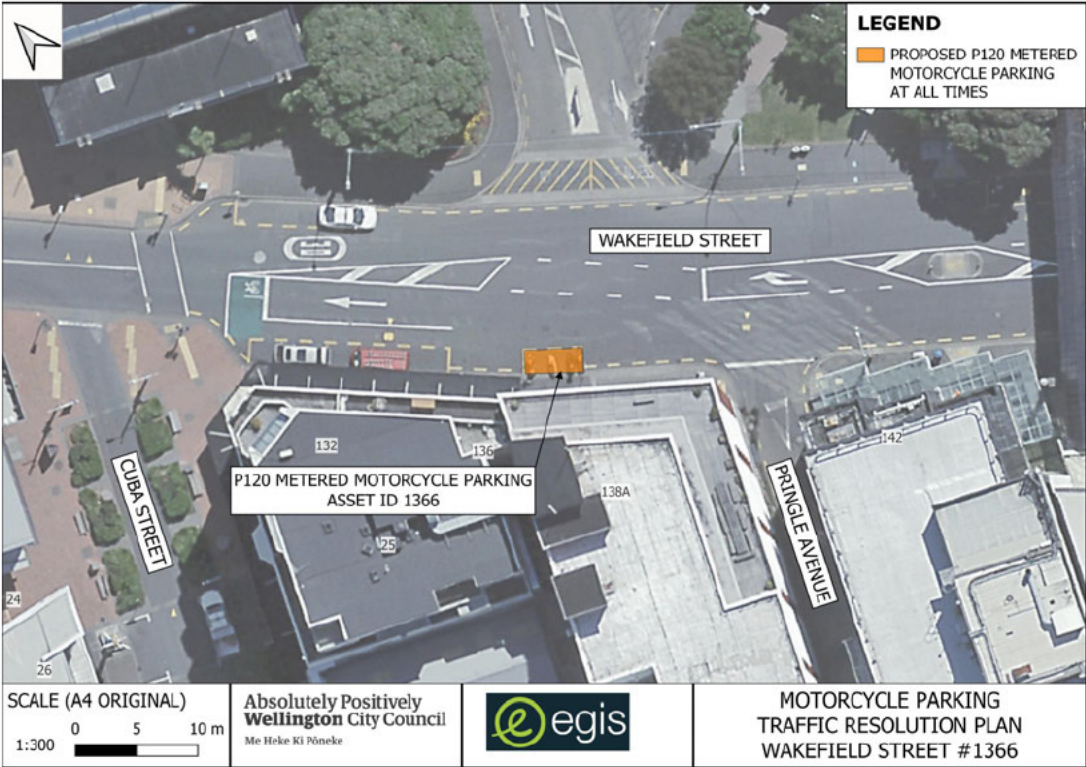 LEGEND
PROPOSED P120 METERED
MOTORCYCLE PARKING
AT ALL TIMES
WAKEFIELD STREET
132
136
P120 METERED MOTORCYCLE PARKING
ASSET ID 1366
138A
142
25
CUBA STREET
PRINGLE AVENUE
24
26
SCALE (A4 ORIGINAL)
1:300
0 5 10 m
Absolutely Positively
Wellington City Council
Me Heke Ki Pōneke
egis
MOTORCYCLE PARKING
TRAFFIC RESOLUTION PLAN
WAKEFIELD STREET #1366